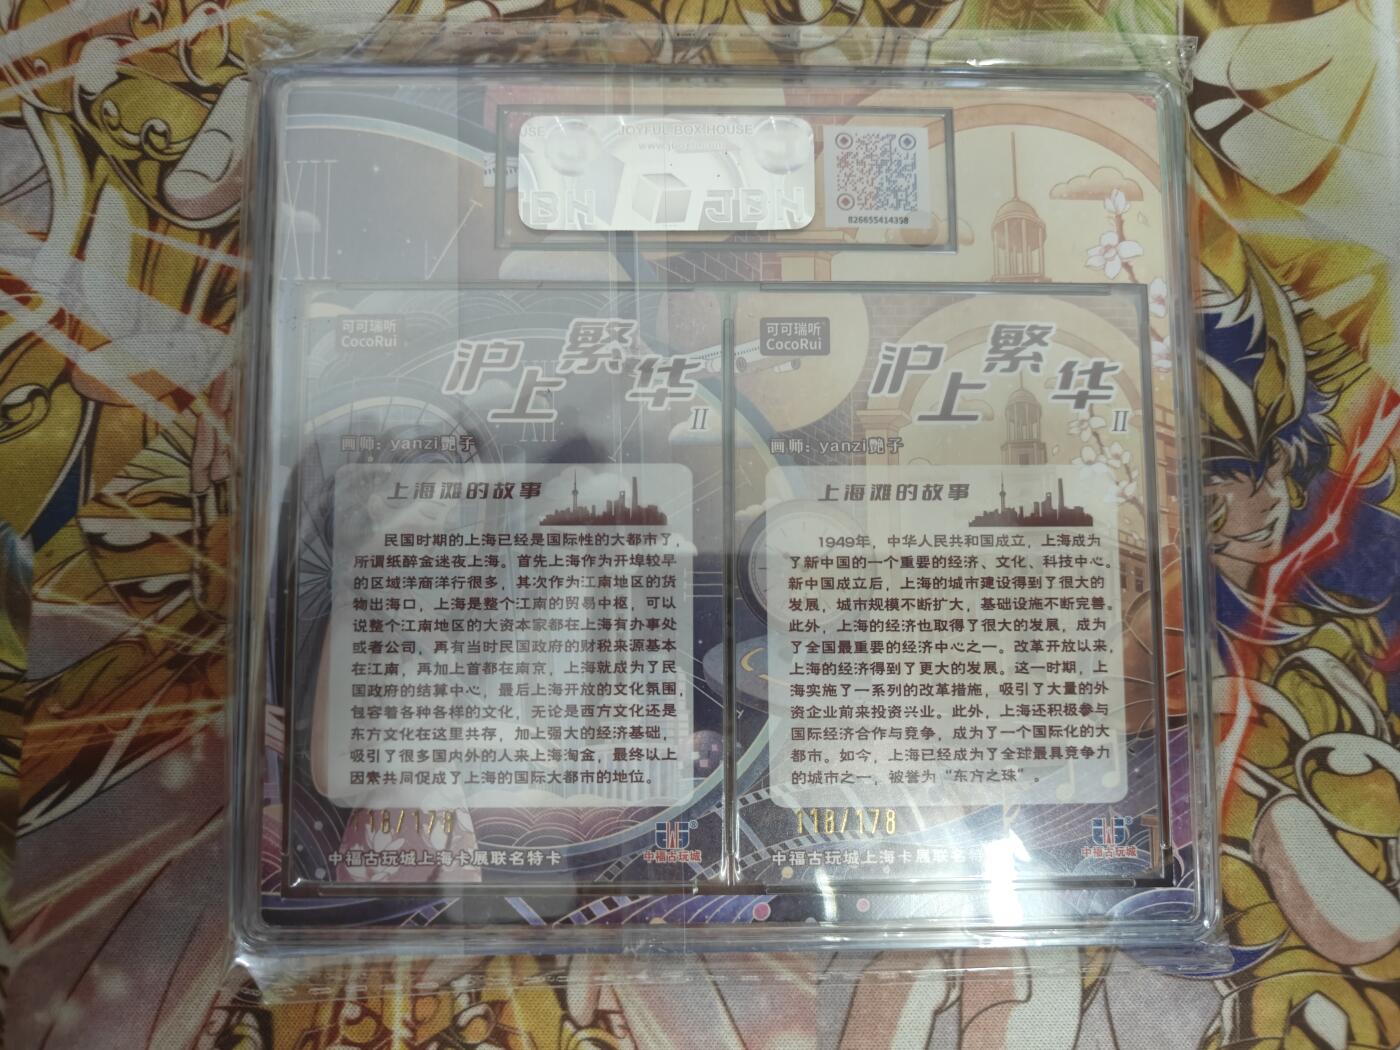 JOYFUL BOX HOUSE
JBH
JBH
826655414358
可可瑞听
CocoRui
沪上繁华
II
画师：yanzi艷子
上海滩的故事
民国时期的上海已经是国际性的大都市了，
所谓纸醉金迷夜上海。首先上海作为开埠较早
的区域洋商洋行很多，其次作为江南地区的货
物出海口，上海是整个江南的贸易中枢，可以
说整个江南地区的大资本家都在上海有办事处
或者公司，再有当时民国政府的财税来源基本
在江南，再加上首都在南京，上海就成为了民
国政府的结算中心，最后上海开放的文化氛围，
包容着各种各样的文化，无论是西方文化还是
东方文化在这里共存，加上强大的经济基础，
吸引了很多国内外的人来上海淘金，最终以上
因素共同促成了上海的国际大都市的地位。
118/178
中福古玩城上海卡展联名特卡
中福古玩城
可可瑞听
CocoRui
沪上繁华
II
画师：yanzi艷子
上海滩的故事
1949年，中华人民共和国成立，上海成为
了新中国的一个重要的经济、文化、科技中心。
新中国成立后，上海的城市建设得到了很大的
发展，城市规模不断扩大，基础设施不断完善。
此外，上海的经济也取得了很大的发展，成为
了全国最重要的经济中心之一。改革开放以来，
上海的经济得到了更大的发展。这一时期，上
海实施了一系列的改革措施，吸引了大量的外
资企业前来投资兴业。此外，上海还积极参与
国际经济合作与竞争，成为了一个国际化的大
都市。如今，上海已经成为了全球最具竞争力
的城市之一，被誉为“东方之珠”。
118/178
中福古玩城上海卡展联名特
中福古玩城